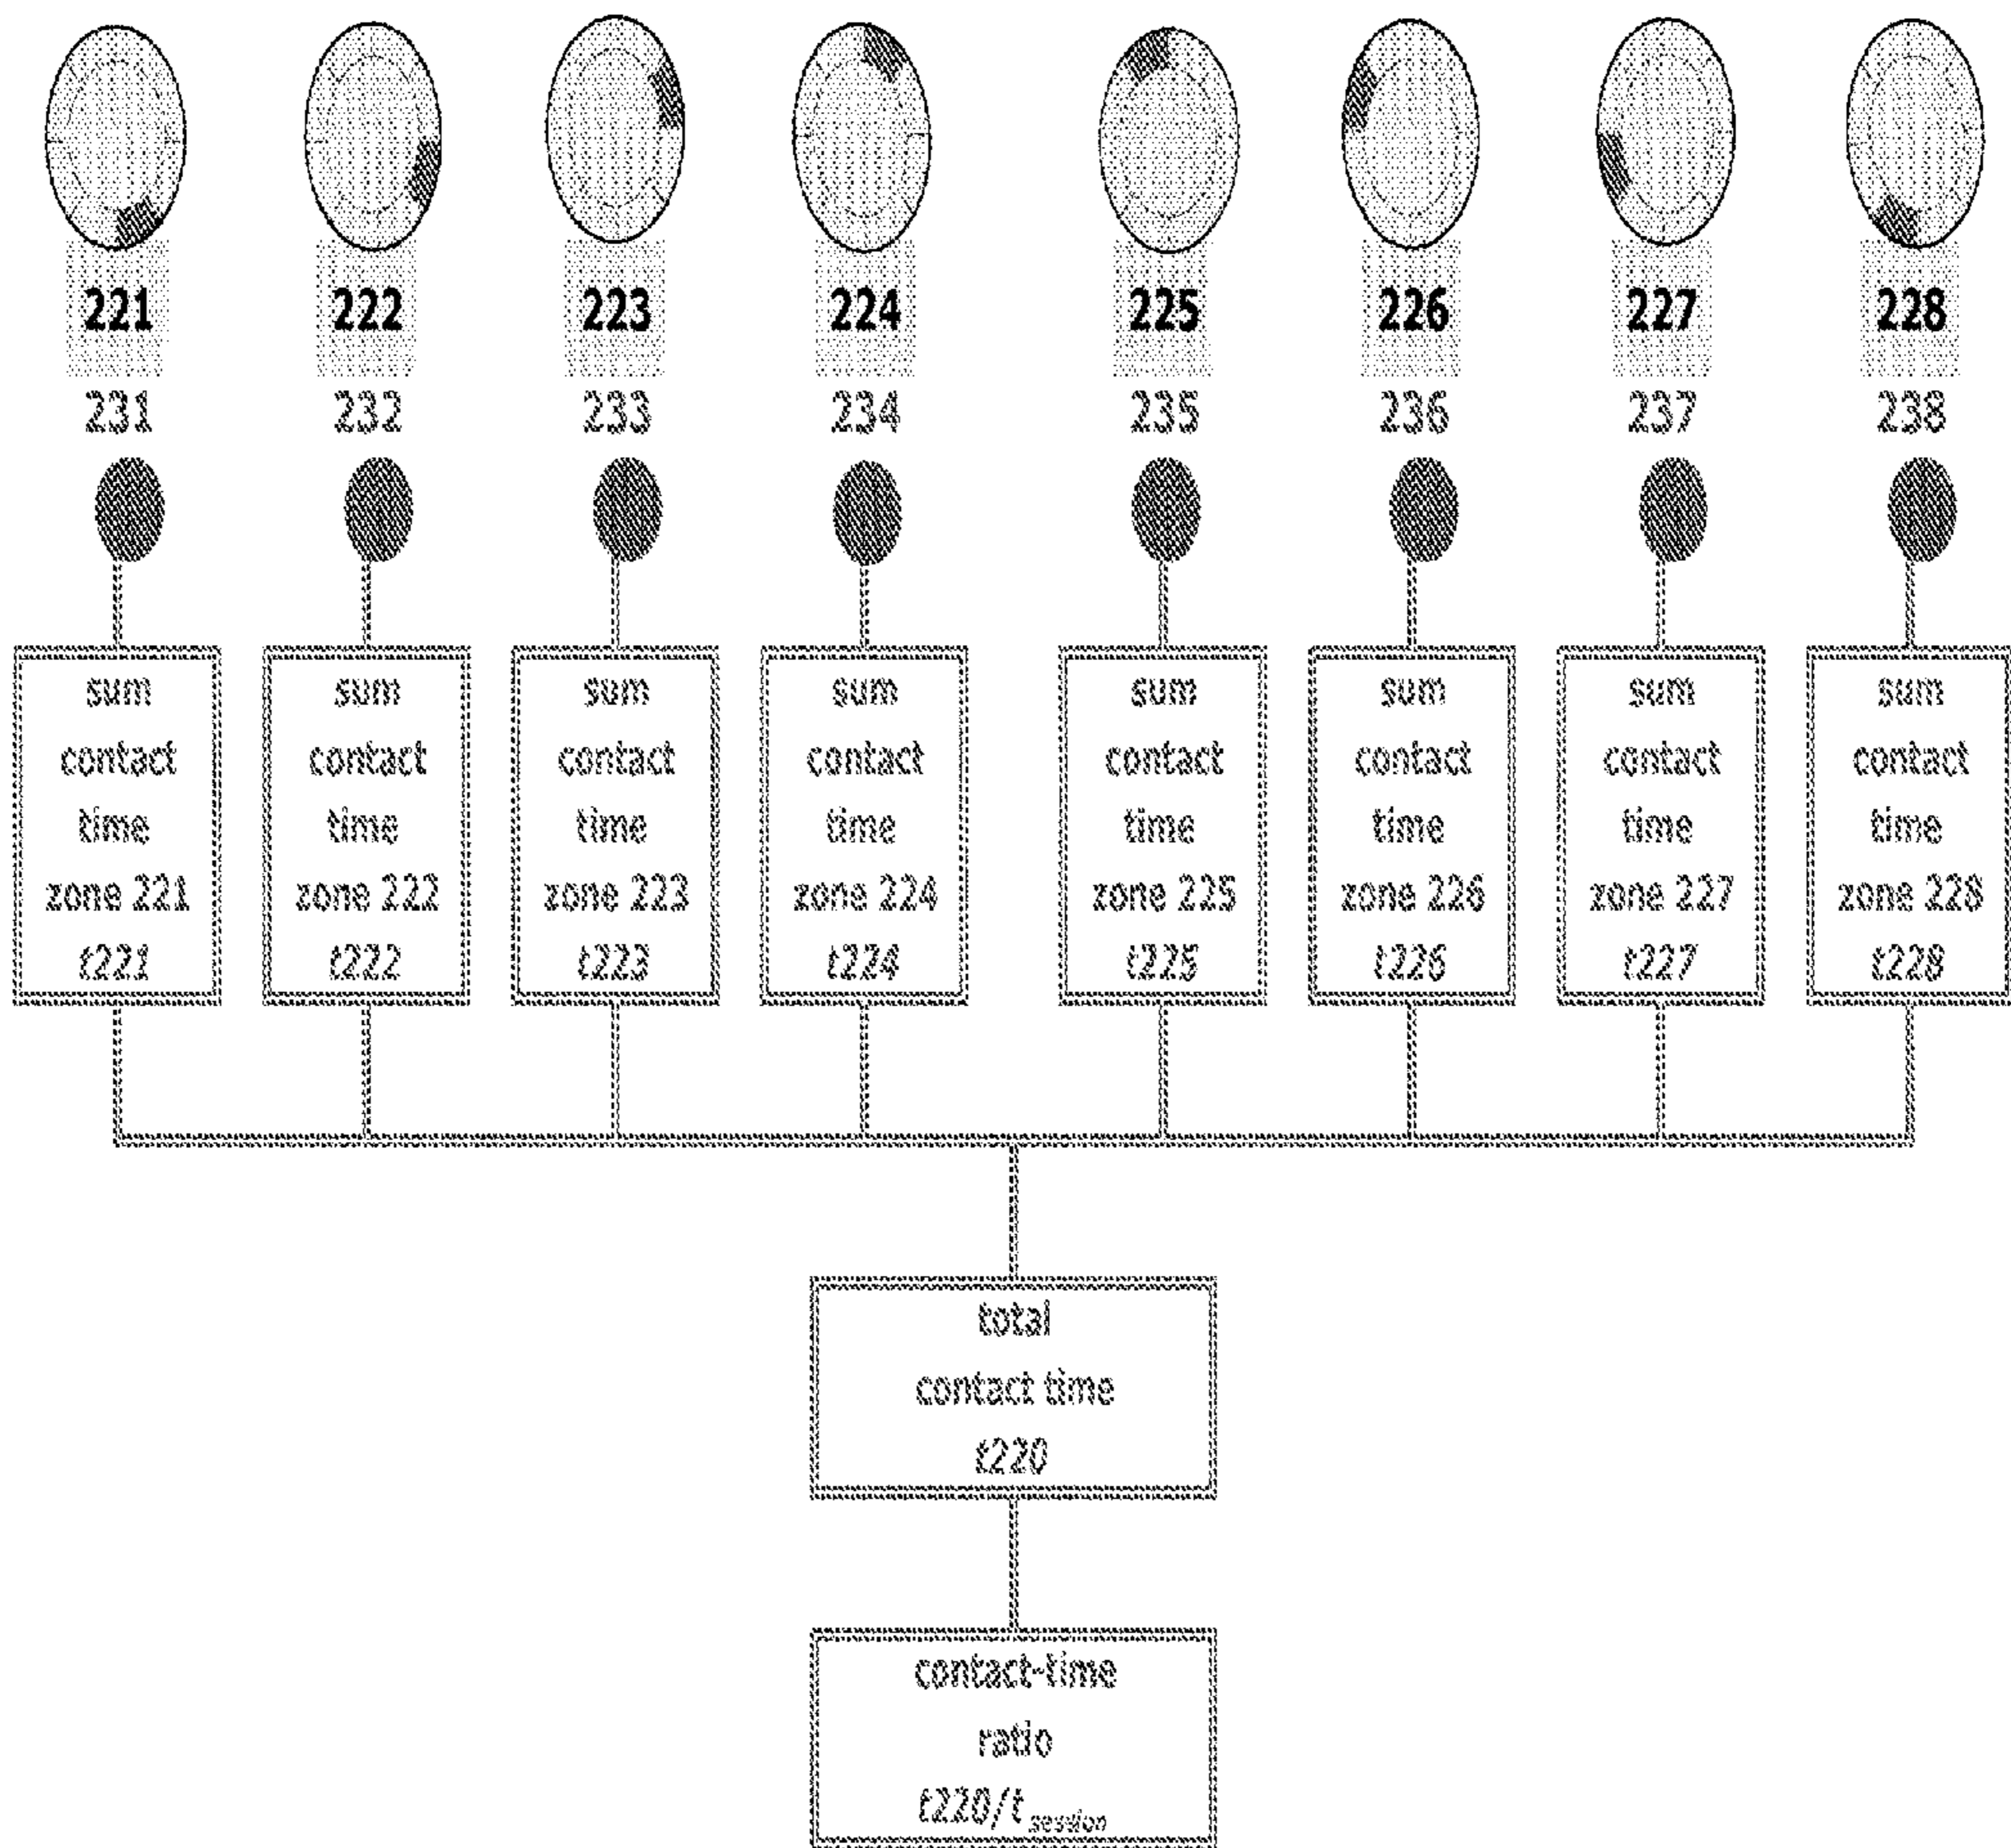 221 222 223 224 225 226 227 228
231 232 233 234 235 236 237 238
sum sum sum sum sum sum sum sum
contact contact contact contact contact contact contact contact
time time time time time time time time
zone 221 zone 222 zone 223 zone 224 zone 225 zone 226 zone 227 zone 228
t221 t222 t223 t224 t225 t226 t227 t228
total
contact time
t220
contact-time
ratio
t220/t session